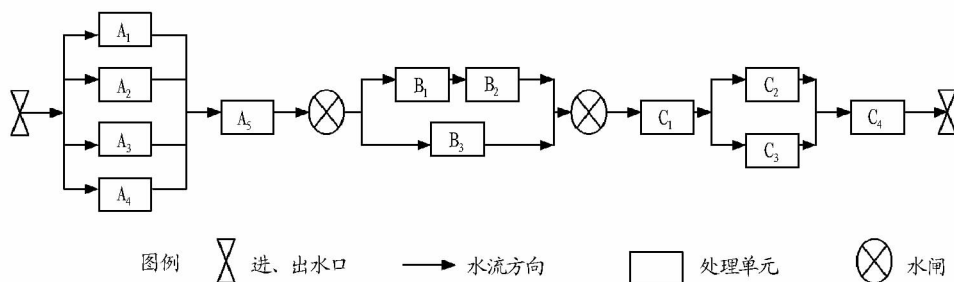 A₁
A₂
A₃
A₄
A₅
B₁ B₂
B₃
C₁
C₂
C₃
C₄
图例 进、出水口 水流方向 处理单元 水闸